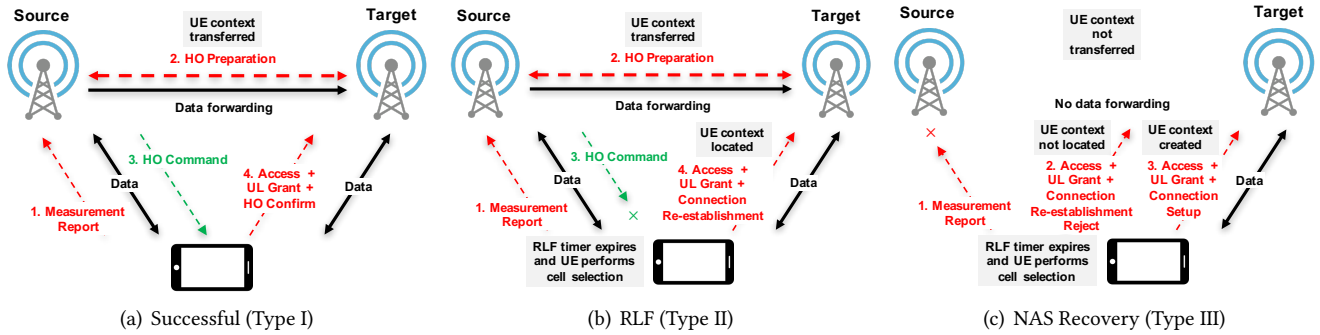 Source
Target
UE context
transferred
2. HO Preparation
Data forwarding
3. HO Command
Data
1. Measurement
Report
4. Access +
UL Grant +
HO Confirm
Data
(a) Successful (Type I)
Source
Target
UE context
transferred
2. HO Preparation
Data forwarding
UE context
located
3. HO Command
Data
1. Measurement
Report
4. Access +
UL Grant +
Connection
Re-establishment
Data
RLF timer expires
and UE performs
cell selection
(b) RLF (Type II)
Source
Target
UE context
not
transferred
No data forwarding
UE context
not located
UE context
created
1. Measurement
Report
2. Access +
UL Grant +
Connection
Re-establishment
Reject
3. Access +
UL Grant +
Connection
Setup
Data
RLF timer expires
and UE performs
cell selection
(c) NAS Recovery (Type III)